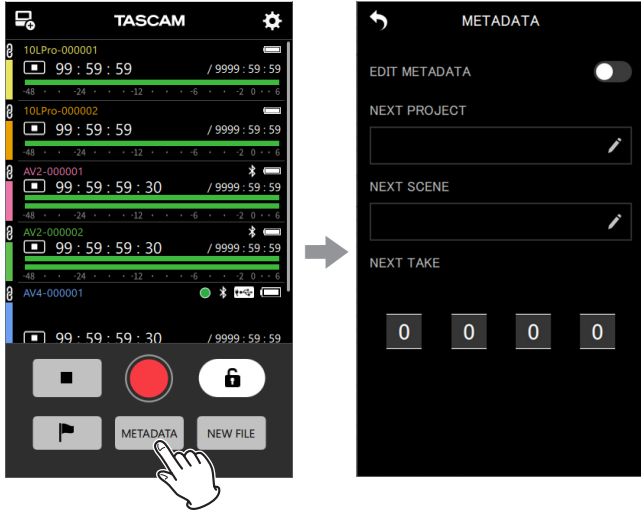 TASCAM
10LPro-000001
99 : 59 : 59 / 9999 : 59 : 59
-48 -24 -12 -6 -2 0 6
10LPro-000002
99 : 59 : 59 / 9999 : 59 : 59
-48 -24 -12 -6 -2 0 6
AV2-000001
99 : 59 : 59 : 30 / 9999 : 59 : 59
-48 -24 -12 -6 -2 0 6
AV2-000002
99 : 59 : 59 : 30 / 9999 : 59 : 59
-48 -24 -12 -6 -2 0 6
AV4-000001
99 : 59 : 59 : 30 / 9999 : 59 : 59
METADATA NEW FILE
METADATA
EDIT METADATA
NEXT PROJECT
NEXT SCENE
NEXT TAKE
0 0 0 0